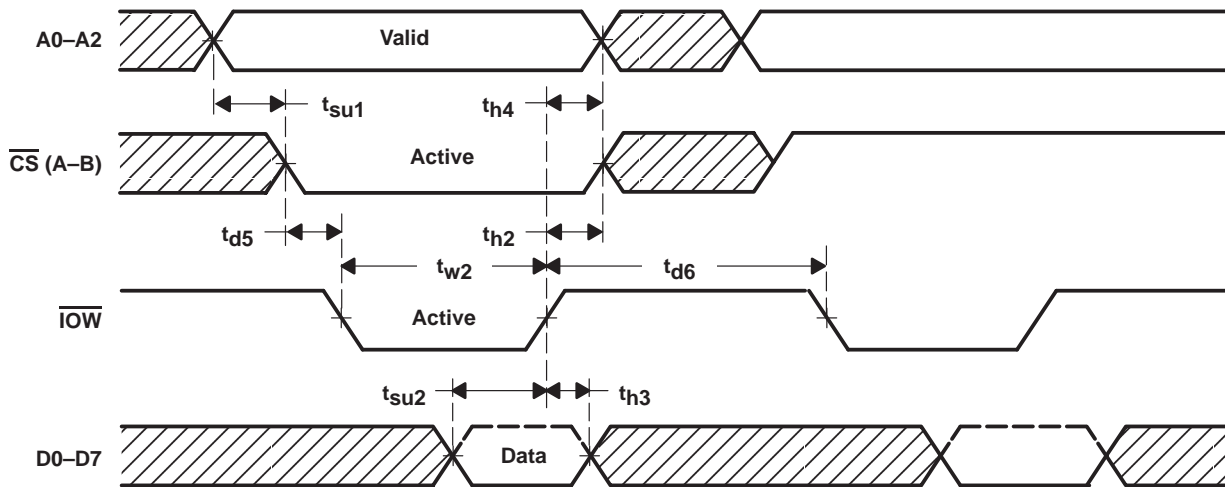 A0–A2
Valid
tsu1
th4
CS (A–B)
Active
td5
th2
tw2
td6
IOW
Active
tsu2
th3
D0–D7
Data